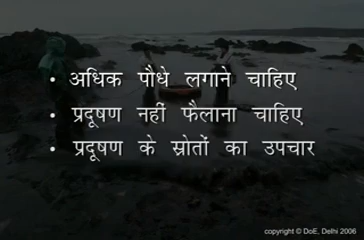 • अधिक पौधे लगाने चाहिए
• प्रदूषण नहीं फैलाना चाहिए
• प्रदूषण के स्रोतों का उपचार
copyright © DoE, Delhi 2006